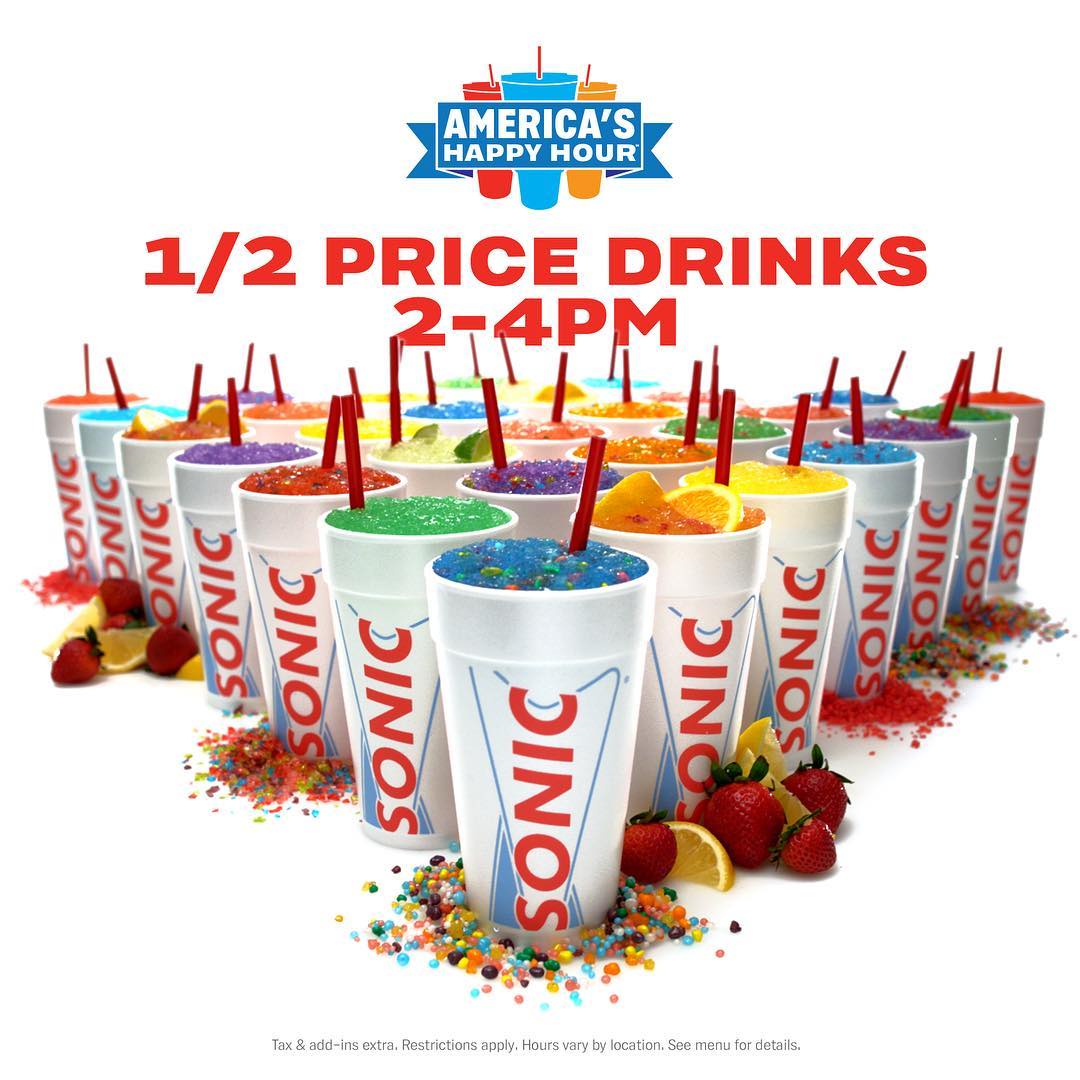 AMERICA'S
HAPPY HOUR
1/2 PRICE DRINKS
2-4PM
SONIC
SONIC
SONIC
SONIC
SONIC
SONIC
SONIC
SONIC
SONIC
SONIC
SONIC
SONIC
SONIC
Tax & add-ins extra. Restrictions apply. Hours vary by location. See menu for details.